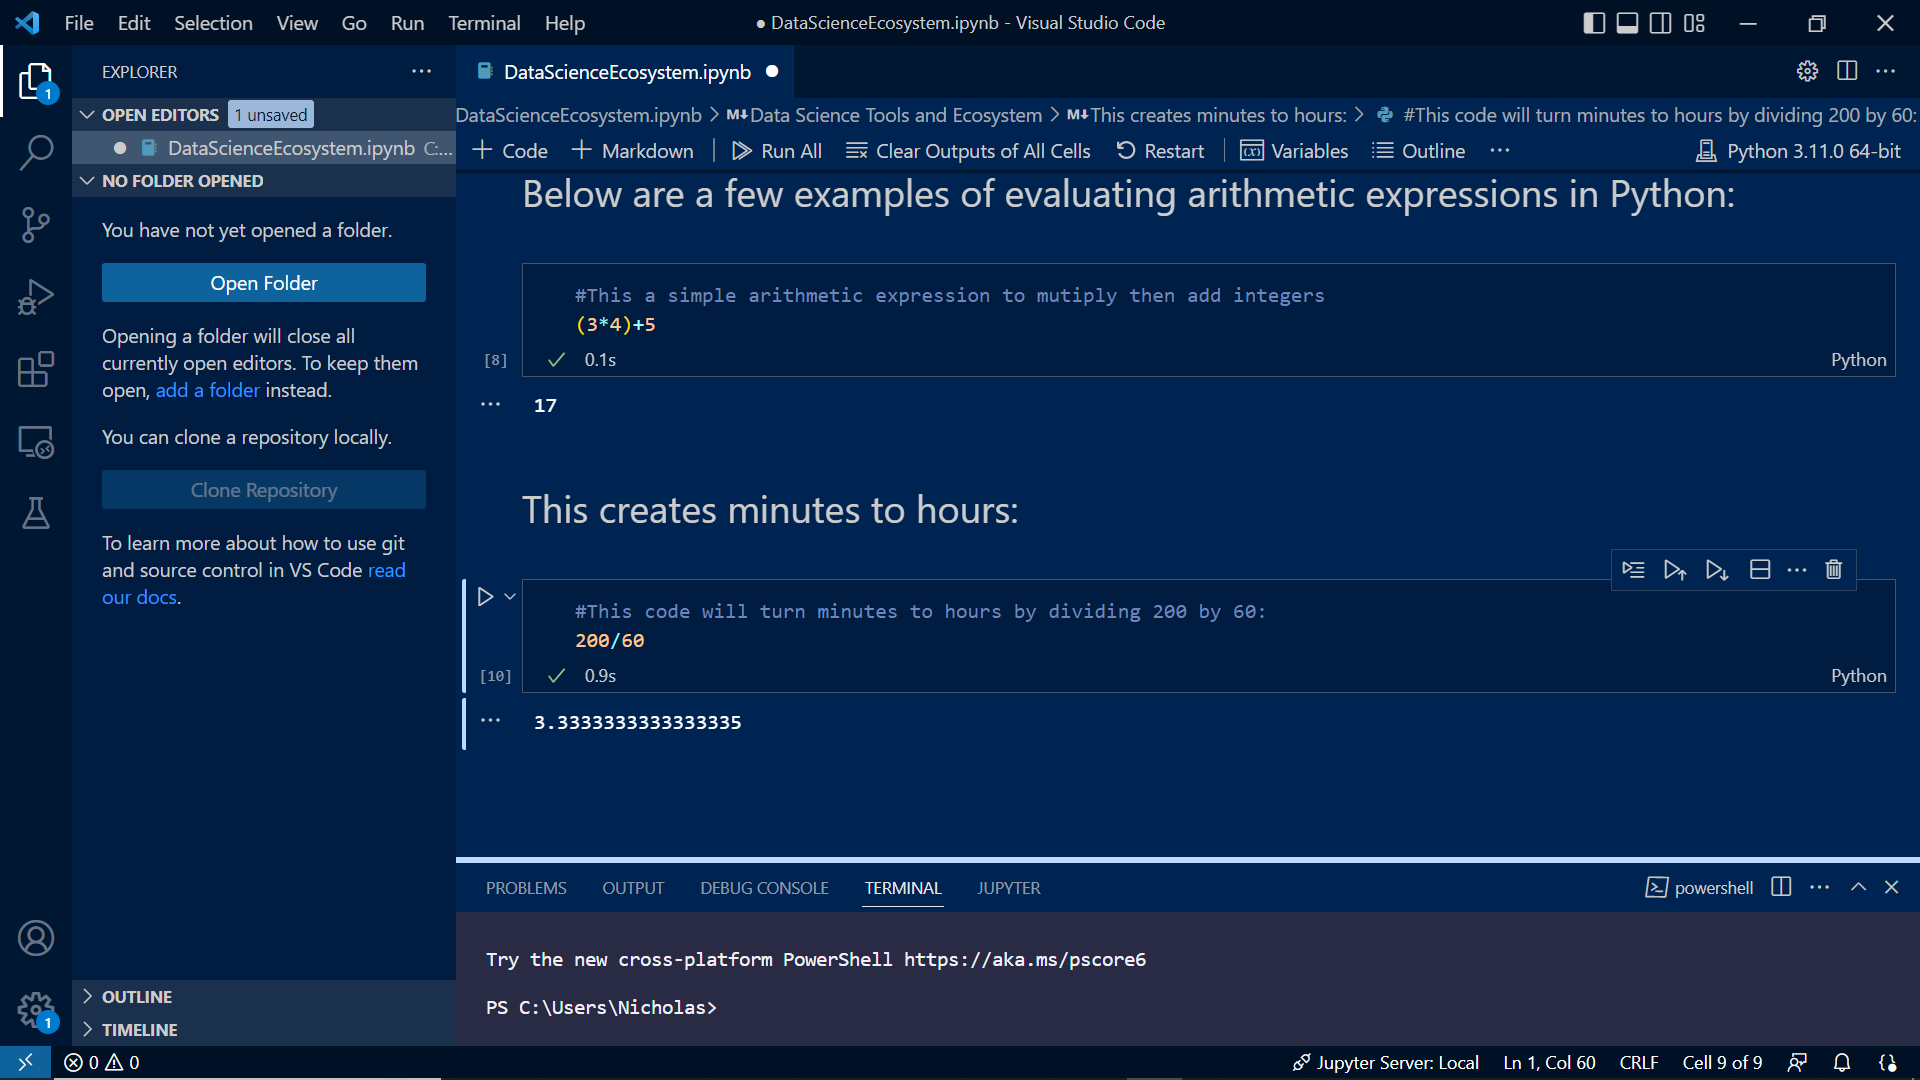 File Edit Selection View Go Run Terminal Help
● DataScienceEcosystem.ipynb - Visual Studio Code
EXPLORER
OPEN EDITORS 1 unsaved
DataScienceEcosystem.ipynb C:...
NO FOLDER OPENED
You have not yet opened a folder.
Open Folder
Opening a folder will close all
currently open editors. To keep them
open, add a folder instead.
You can clone a repository locally.
Clone Repository
To learn more about how to use git
and source control in VS Code read
our docs.
OUTLINE
TIMELINE
1
1
DataScienceEcosystem.ipynb
DataScienceEcosystem.ipynb > M↓Data Science Tools and Ecosystem > M↓This creates minutes to hours: > #This code will turn minutes to hours by dividing 200 by 60:
+ Code + Markdown Run All Clear Outputs of All Cells Restart Variables Outline ... Python 3.11.0 64-bit
Below are a few examples of evaluating arithmetic expressions in Python:
#This a simple arithmetic expression to mutiply then add integers
(3*4)+5
[8] 0.1s Python
17
This creates minutes to hours:
#This code will turn minutes to hours by dividing 200 by 60:
200/60
[10] 0.9s Python
3.3333333333333335
PROBLEMS OUTPUT DEBUG CONSOLE TERMINAL JUPYTER powershell
Try the new cross-platform PowerShell https://aka.ms/pscore6
PS C:\Users\Nicholas>
0 0 Jupyter Server: Local Ln 1, Col 60 CRLF Cell 9 of 9